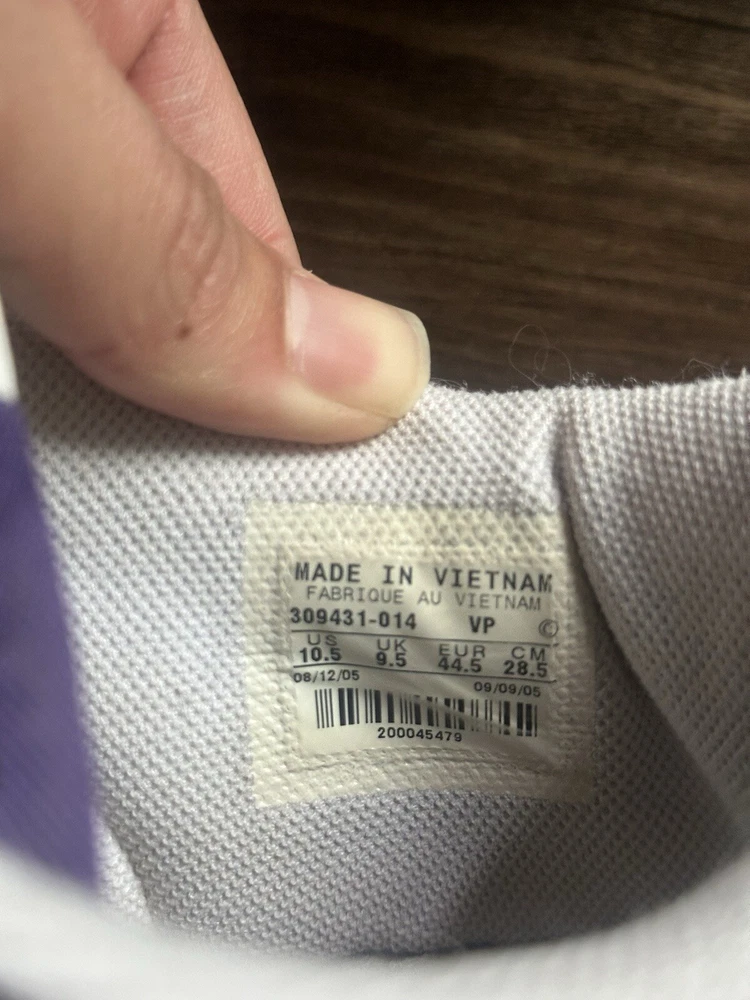 MADE IN VIETNAM
FABRIQUE AU VIETNAM
309431-014 VP ©
US UK EUR CM
10.5 9.5 44.5 28.5
08/12/05 09/09/05
200045479